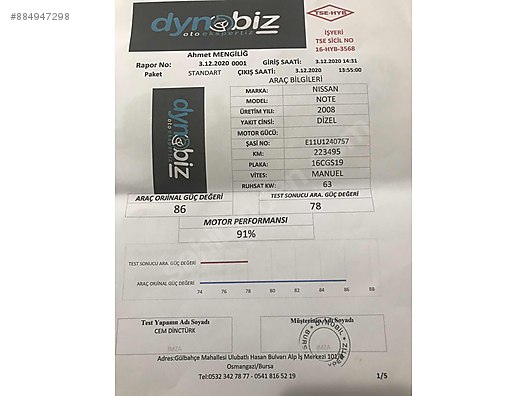 #884947298
dynobiz
oto ekspertiz
TSE-HYB
İŞYERİ
TSE SİCİL NO
16-HYB-3568
Ahmet MENGİLİĞ
Rapor No: 3.12.2020 0001 GİRİŞ SAATİ: 3.12.2020 14:31
Paket STANDART ÇIKIŞ SAATİ: 3.12.2020 13:55:00
ARAÇ BİLGİLERİ
MARKA: NISSAN
MODEL: NOTE
ÜRETİM YILI: 2008
YAKIT CİNSİ: DİZEL
MOTOR GÜCÜ:
ŞASİ NO: E11U1240757
KM: 223495
PLAKA: 16CGS19
VİTES: MANUEL
RUHSAT KW: 63
dynobiz
ARAÇ ORJİNAL GÜÇ DEĞERİ TEST SONUCU ARAÇ GÜÇ DEĞERİ
86 78
MOTOR PERFORMANSI
91%
TEST SONUCU ARA. GÜÇ DEĞERİ
ARAÇ ORJİNAL GÜÇ DEĞERİ
74 76 78 80 82 84 86 88
Test Yapanın Adı Soyadı Müşterinin Adı Soyadı
CEM DİNCTÜRK
İMZA İMZA
Adres:Gülbahçe Mahallesi Ulubatlı Hasan Bulvarı Alp İş Merkezi
Osmangazi/Bursa
Tel:0532 342 78 77 - 0541 816 52 19
1/5